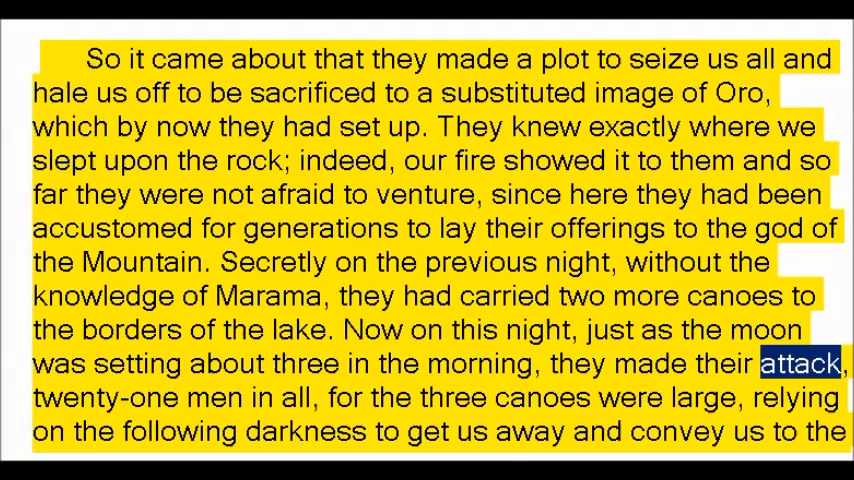 So it came about that they made a plot to seize us all and
hale us off to be sacrificed to a substituted image of Oro,
which by now they had set up. They knew exactly where we
slept upon the rock; indeed, our fire showed it to them and so
far they were not afraid to venture, since here they had been
accustomed for generations to lay their offerings to the god of
the Mountain. Secretly on the previous night, without the
knowledge of Marama, they had carried two more canoes to
the borders of the lake. Now on this night, just as the moon
was setting about three in the morning, they made their attack,
twenty-one men in all, for the three canoes were large, relying
on the following darkness to get us away and convey us to the